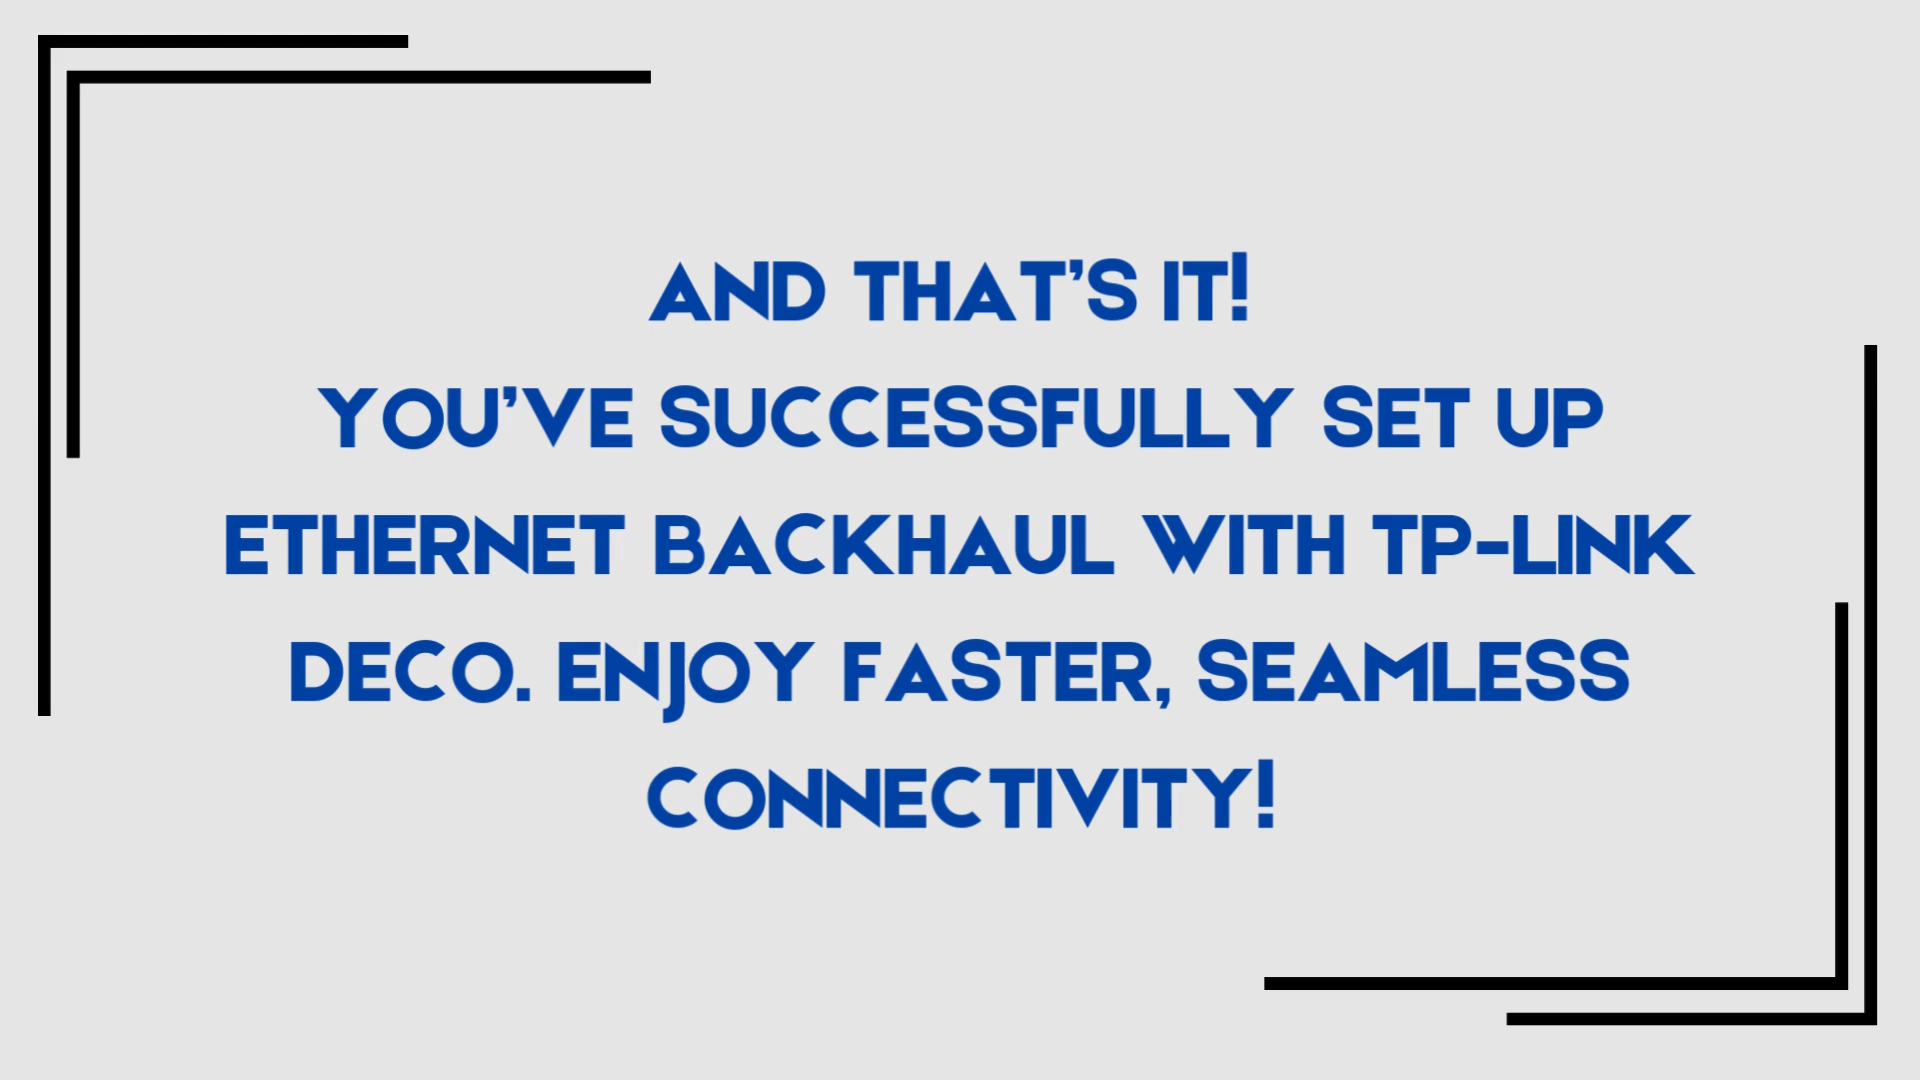 AND THAT'S IT!
YOU'VE SUCCESSFULLY SET UP
ETHERNET BACKHAUL WITH TP-LINK
DECO. ENJOY FASTER, SEAMLESS
CONNECTIVITY!